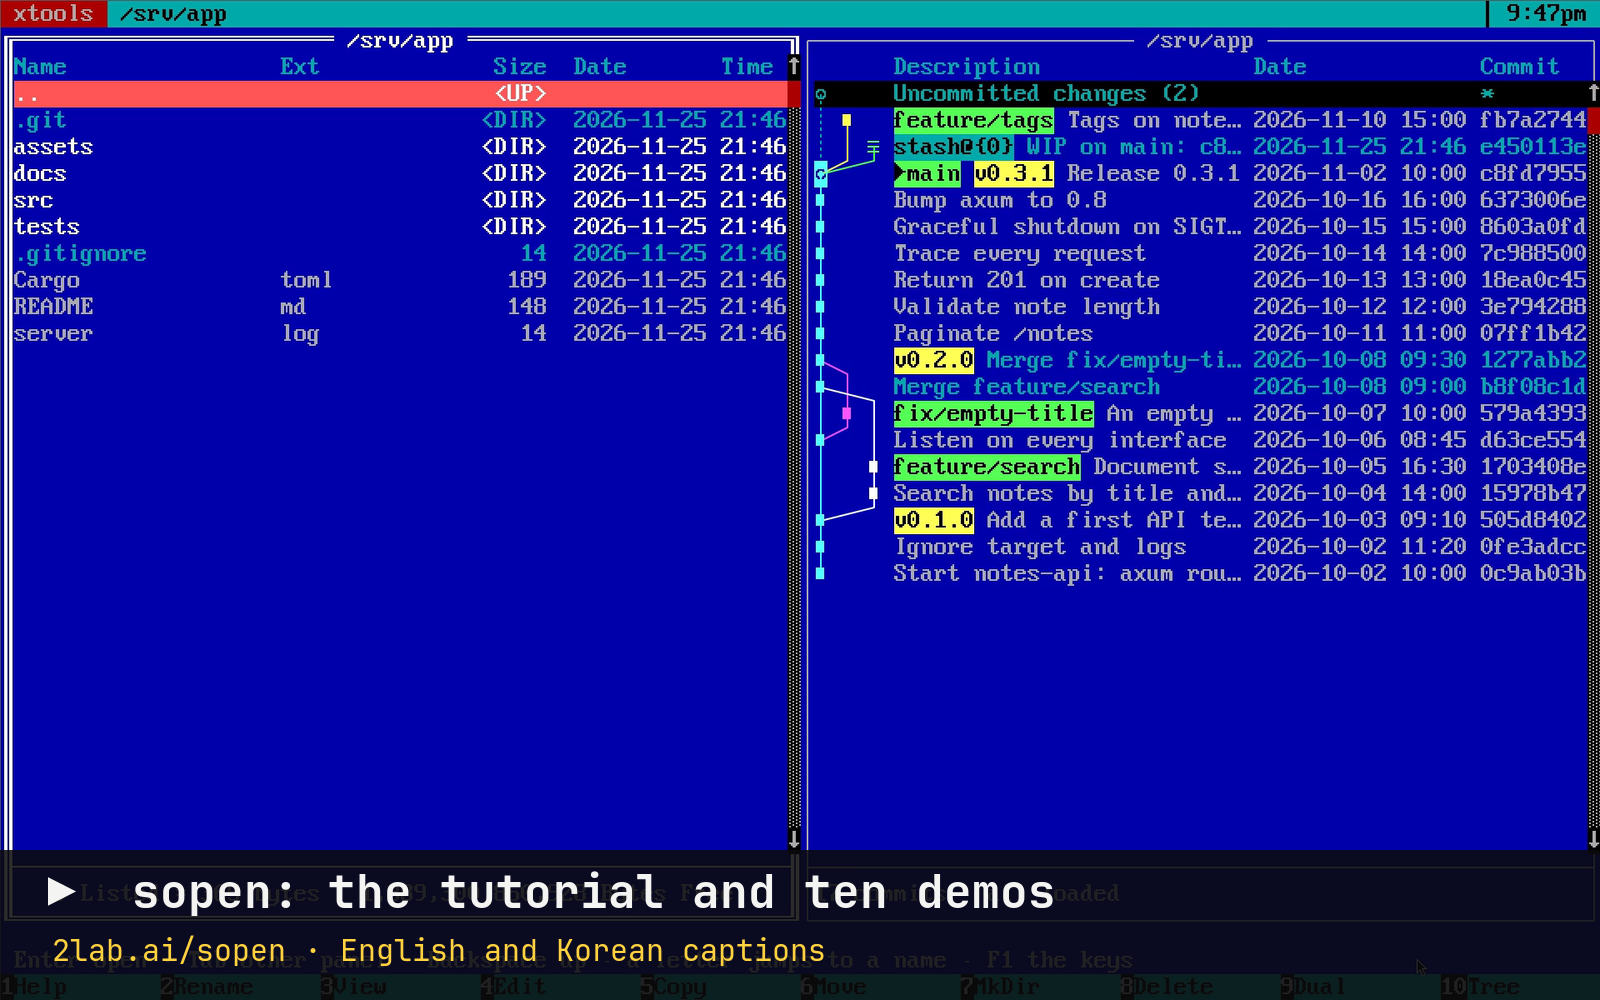 xtools /srv/app 9:47pm
/srv/app
Name Ext Size Date Time
.. <UP>
.git <DIR> 2026-11-25 21:46
assets <DIR> 2026-11-25 21:46
docs <DIR> 2026-11-25 21:46
src <DIR> 2026-11-25 21:46
tests <DIR> 2026-11-25 21:46
.gitignore 14 2026-11-25 21:46
Cargo toml 189 2026-11-25 21:46
README md 148 2026-11-25 21:46
server log 14 2026-11-25 21:46
/srv/app
Description Date Commit
Uncommitted changes (2) *
feature/tags Tags on note… 2026-11-10 15:00 fb7a2744
stash@{0} WIP on main: c8… 2026-11-25 21:46 e450113e
main v0.3.1 Release 0.3.1 2026-11-02 10:00 c8fd7955
Bump axum to 0.8 2026-10-16 16:00 6373006e
Graceful shutdown on SIGT… 2026-10-15 15:00 8603a0fd
Trace every request 2026-10-14 14:00 7c988500
Return 201 on create 2026-10-13 13:00 18ea0c45
Validate note length 2026-10-12 12:00 3e794288
Paginate /notes 2026-10-11 11:00 07ff1b42
v0.2.0 Merge fix/empty-ti… 2026-10-08 09:30 1277abb2
Merge feature/search 2026-10-08 09:00 b8f08c1d
fix/empty-title An empty … 2026-10-07 10:00 579a4393
Listen on every interface 2026-10-06 08:45 d63ce554
feature/search Document s… 2026-10-05 16:30 1703408e
Search notes by title and… 2026-10-04 14:00 15978b47
v0.1.0 Add a first API te… 2026-10-03 09:10 505d8402
Ignore target and logs 2026-10-02 11:20 0fe3adcc
Start notes-api: axum rou… 2026-10-02 10:00 0c9ab03b
▶ sopen: the tutorial and ten demos
2lab.ai/sopen · English and Korean captions
to a name - F1 the keys
1Help 2Rename 3View 4Edit 5Copy 6Move 7MkDir 8Delete 9Dual 10Tree